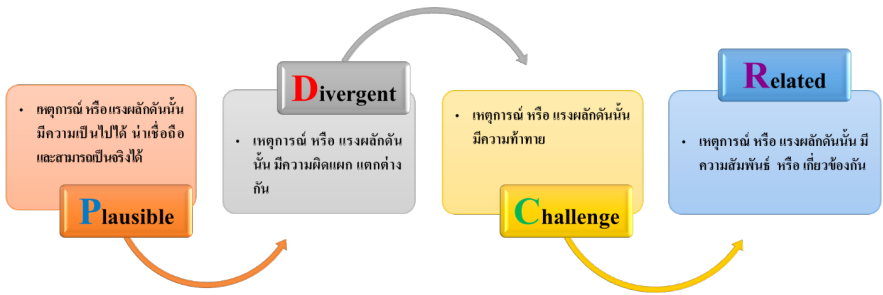 • เหตุการณ์ หรือแรงผลักดันนั้น
มีความเป็นไปได้ น่าเชื่อถือ
และสามารถเป็นจริงได้
Plausible
Divergent
• เหตุการณ์ หรือ แรงผลักดัน
นั้น มีความผิดแผก แตกต่าง
กัน
• เหตุการณ์ หรือ แรงผลักดันนั้น
มีความท้าทาย
Challenge
Related
• เหตุการณ์ หรือ แรงผลักดันนั้น มี
ความสัมพันธ์ หรือ เกี่ยวข้องกัน